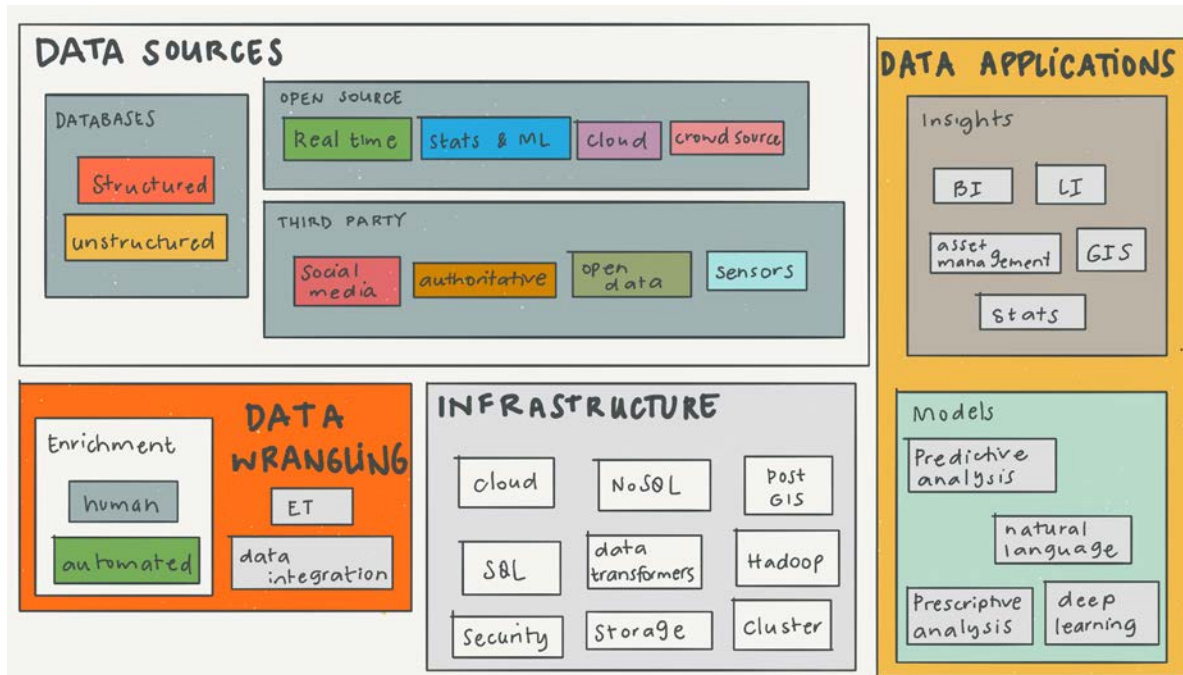 DATA SOURCES
DATABASES
Structured
unstructured
OPEN SOURCE
Real time
stats & ML
cloud
crowd source
THIRD PARTY
Social
media
authoritative
open
data
sensors
DATA APPLICATIONS
Insights
BI
LI
asset
management
GIS
stats
Models
Predictive
analysis
natural
language
Prescriptive
analysis
deep
learning
DATA
WRANGLING
Enrichment
human
automated
ET
data
integration
INFRASTRUCTURE
cloud
NoSQL
Post
GIS
SQL
data
transformers
Hadoop
Security
Storage
Cluster